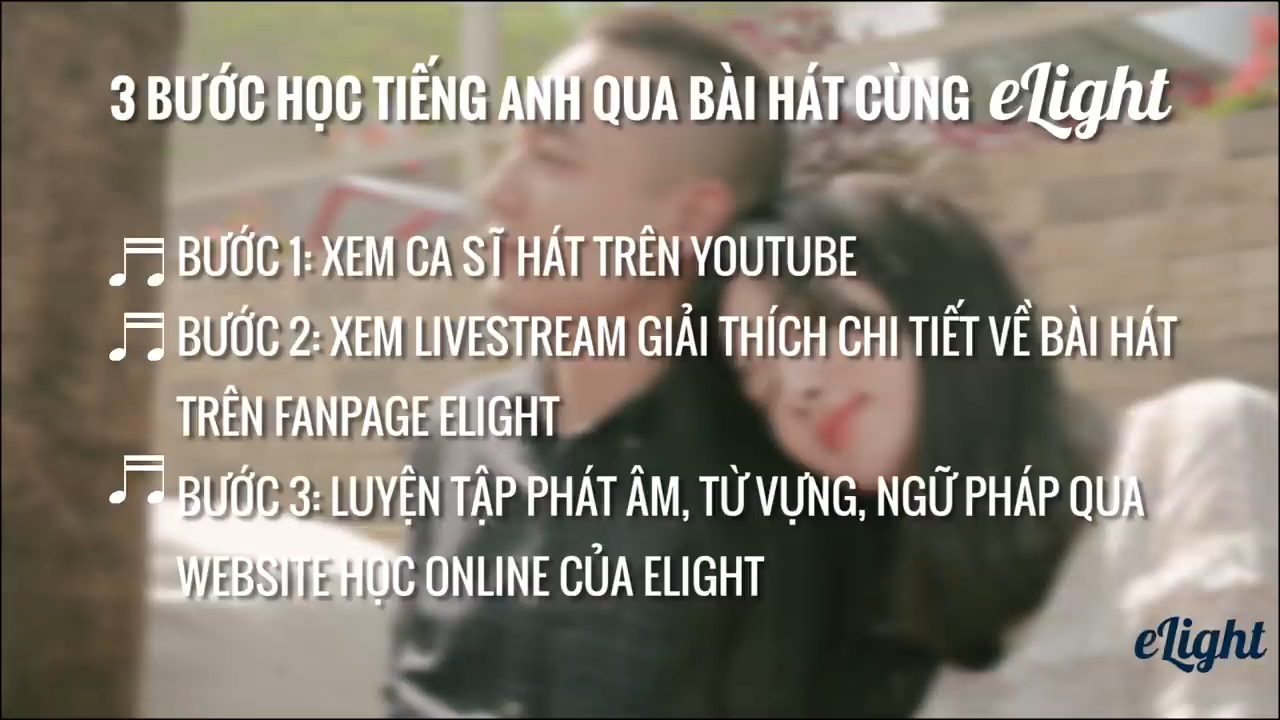 3 BƯỚC HỌC TIẾNG ANH QUA BÀI HÁT CÙNG eLight
BƯỚC 1: XEM CA SĨ HÁT TRÊN YOUTUBE
BƯỚC 2: XEM LIVESTREAM GIẢI THÍCH CHI TIẾT VỀ BÀI HÁT
TRÊN FANPAGE ELIGHT
BƯỚC 3: LUYỆN TẬP PHÁT ÂM, TỪ VỰNG, NGỮ PHÁP QUA
WEBSITE HỌC ONLINE CỦA ELIGHT
eLight